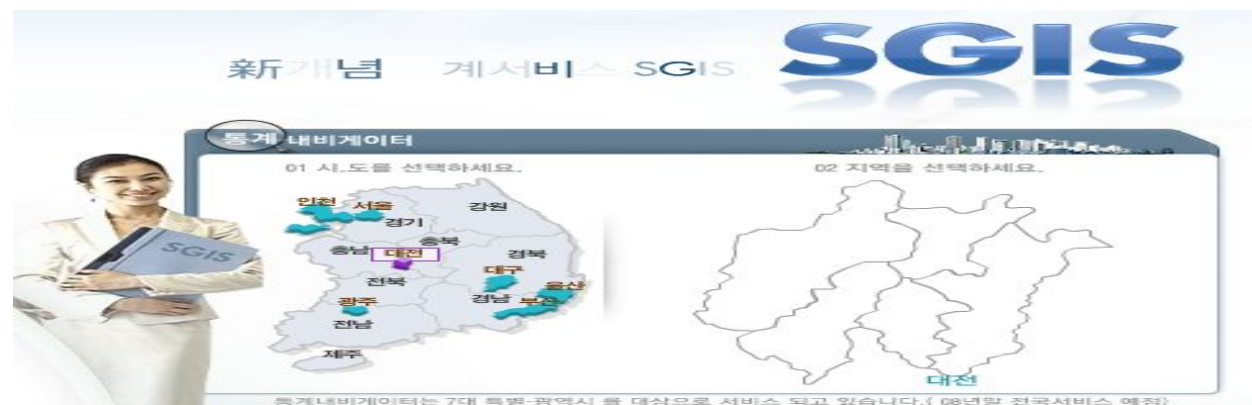 SGIS
新개념 계서비스 SGIS
통계 내비게이터
01 시.도를 선택하세요.
02 지역을 선택하세요.
인천 서울 강원
경기
충북
충남 대전 경북
대구
전북 울산
광주 경남 부산
전남
제주
SGIS
대전
통계내비게이터는 7대 특별·광역시 를 대상으로 서비스 되고 있습니다.( 08년말 전국서비스 예정)